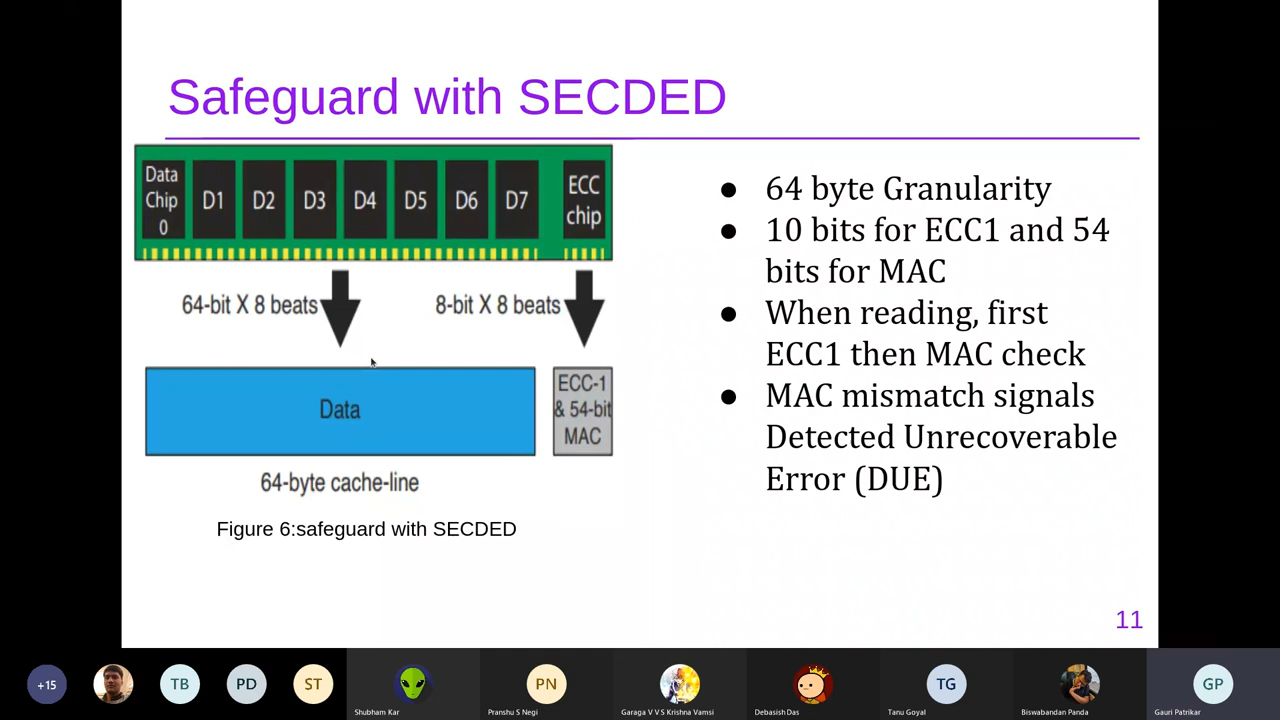 Safeguard with SECDED
Data Chip 0
D1
D2
D3
D4
D5
D6
D7
ECC chip
64-bit X 8 beats
8-bit X 8 beats
Data
ECC-1
& 54-bit
MAC
64-byte cache-line
Figure 6:safeguard with SECDED
● 64 byte Granularity
● 10 bits for ECC1 and 54
bits for MAC
● When reading, first
ECC1 then MAC check
● MAC mismatch signals
Detected Unrecoverable
Error (DUE)
11
+15
TB
PD
ST
Shubham Kar
PN
Pranshu S Negi
Garaga V V S Krishna Vamsi
Debasish Das
TG
Tanu Goyal
Biswabandan Panda
GP
Gauri Patrikar